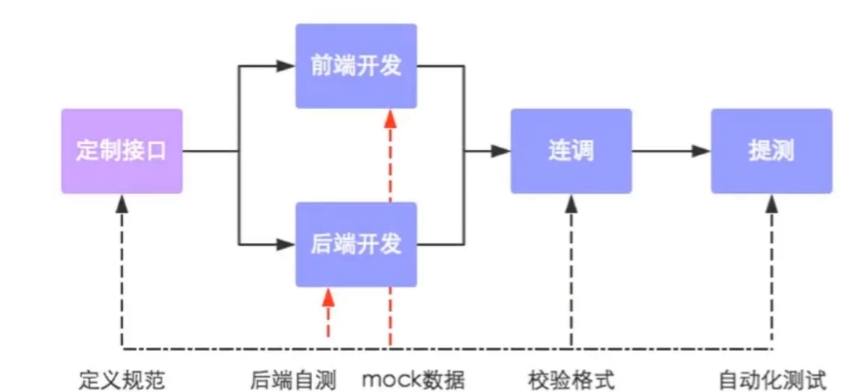 前端开发
定制接口
连调
提测
后端开发
定义规范
后端自测
mock数据
校验格式
自动化测试